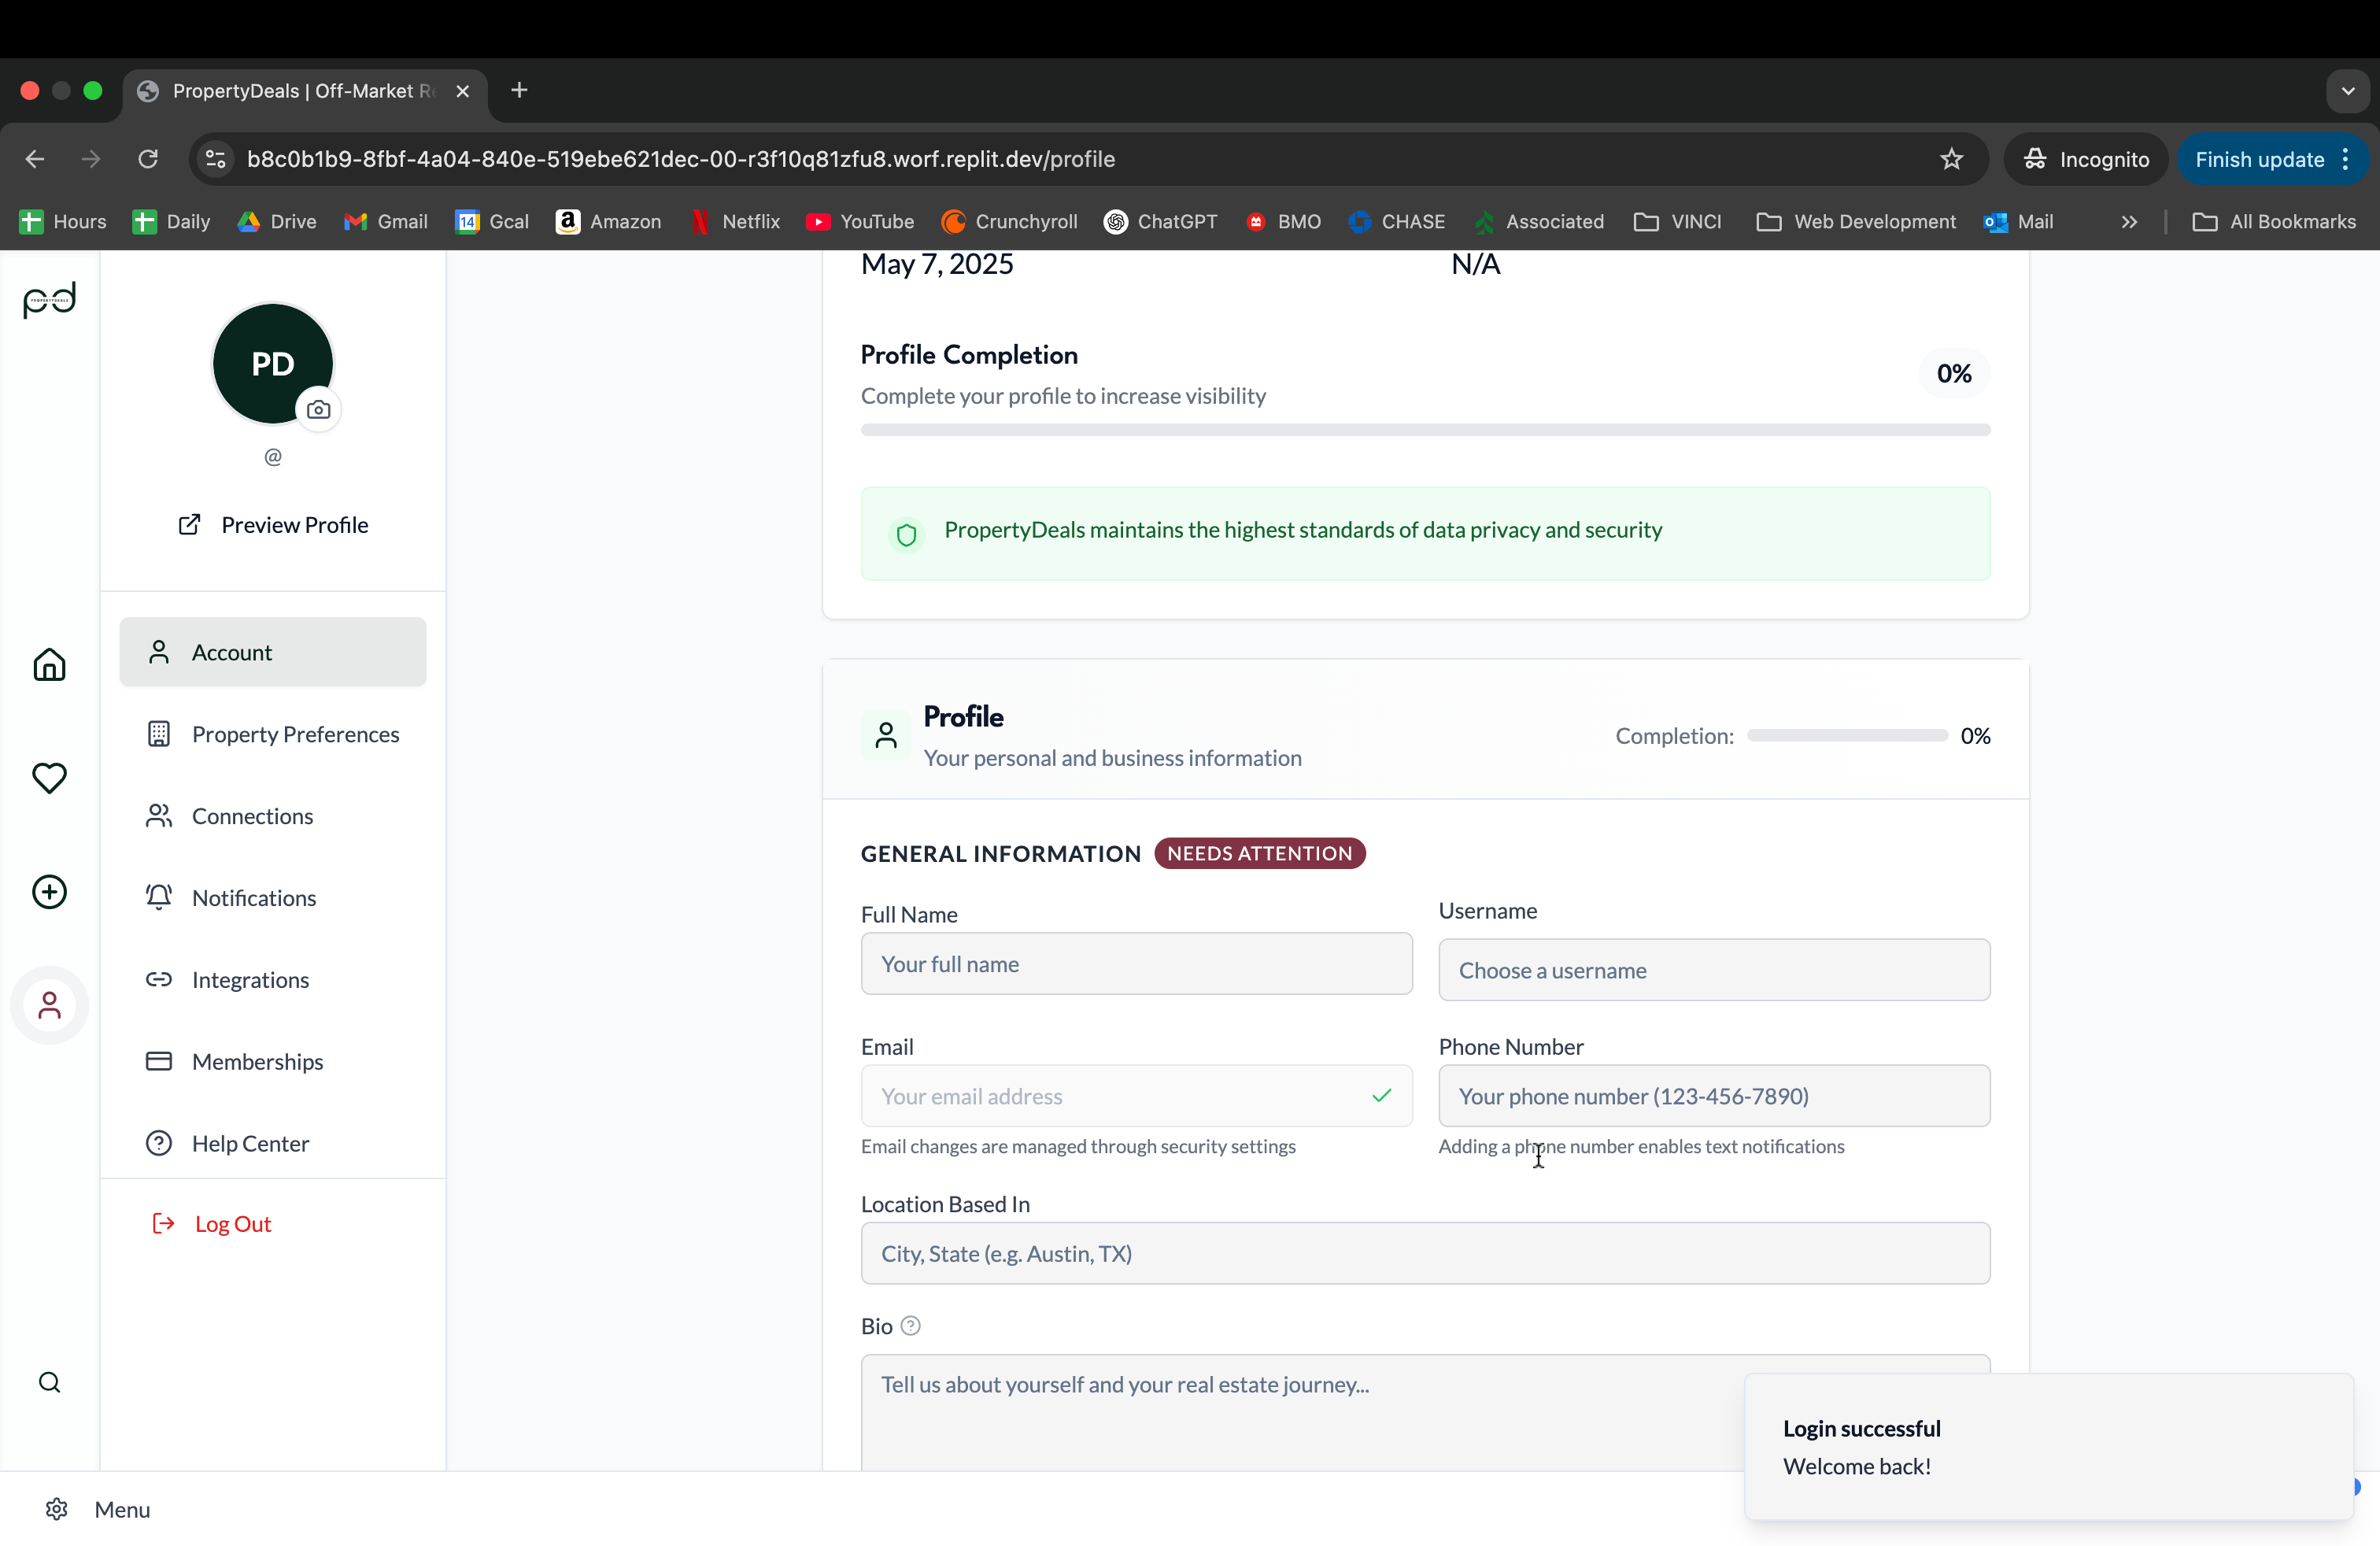 PropertyDeals | Off-Market R
b8c0b1b9-8fbf-4a04-840e-519ebe621dec-00-r3f10q81zfu8.worf.replit.dev/profile
Incognito
Finish update
Hours
Daily
Drive
Gmail
14
Gcal
a
Amazon
Netflix
YouTube
Crunchyroll
ChatGPT
BMO
CHASE
Associated
VINCI
Web Development
Mail
All Bookmarks
pd
PROPERTYDEALS
PD
@
Preview Profile
Account
Property Preferences
Connections
Notifications
Integrations
Memberships
Help Center
Log Out
Menu
May 7, 2025
N/A
Profile Completion
0%
Complete your profile to increase visibility
PropertyDeals maintains the highest standards of data privacy and security
Profile
Your personal and business information
Completion:
0%
GENERAL INFORMATION
NEEDS ATTENTION
Full Name
Your full name
Username
Choose a username
Email
Your email address
Email changes are managed through security settings
Phone Number
Your phone number (123-456-7890)
Adding a phone number enables text notifications
Location Based In
City, State (e.g. Austin, TX)
Bio
Tell us about yourself and your real estate journey...
Login successful
Welcome back!